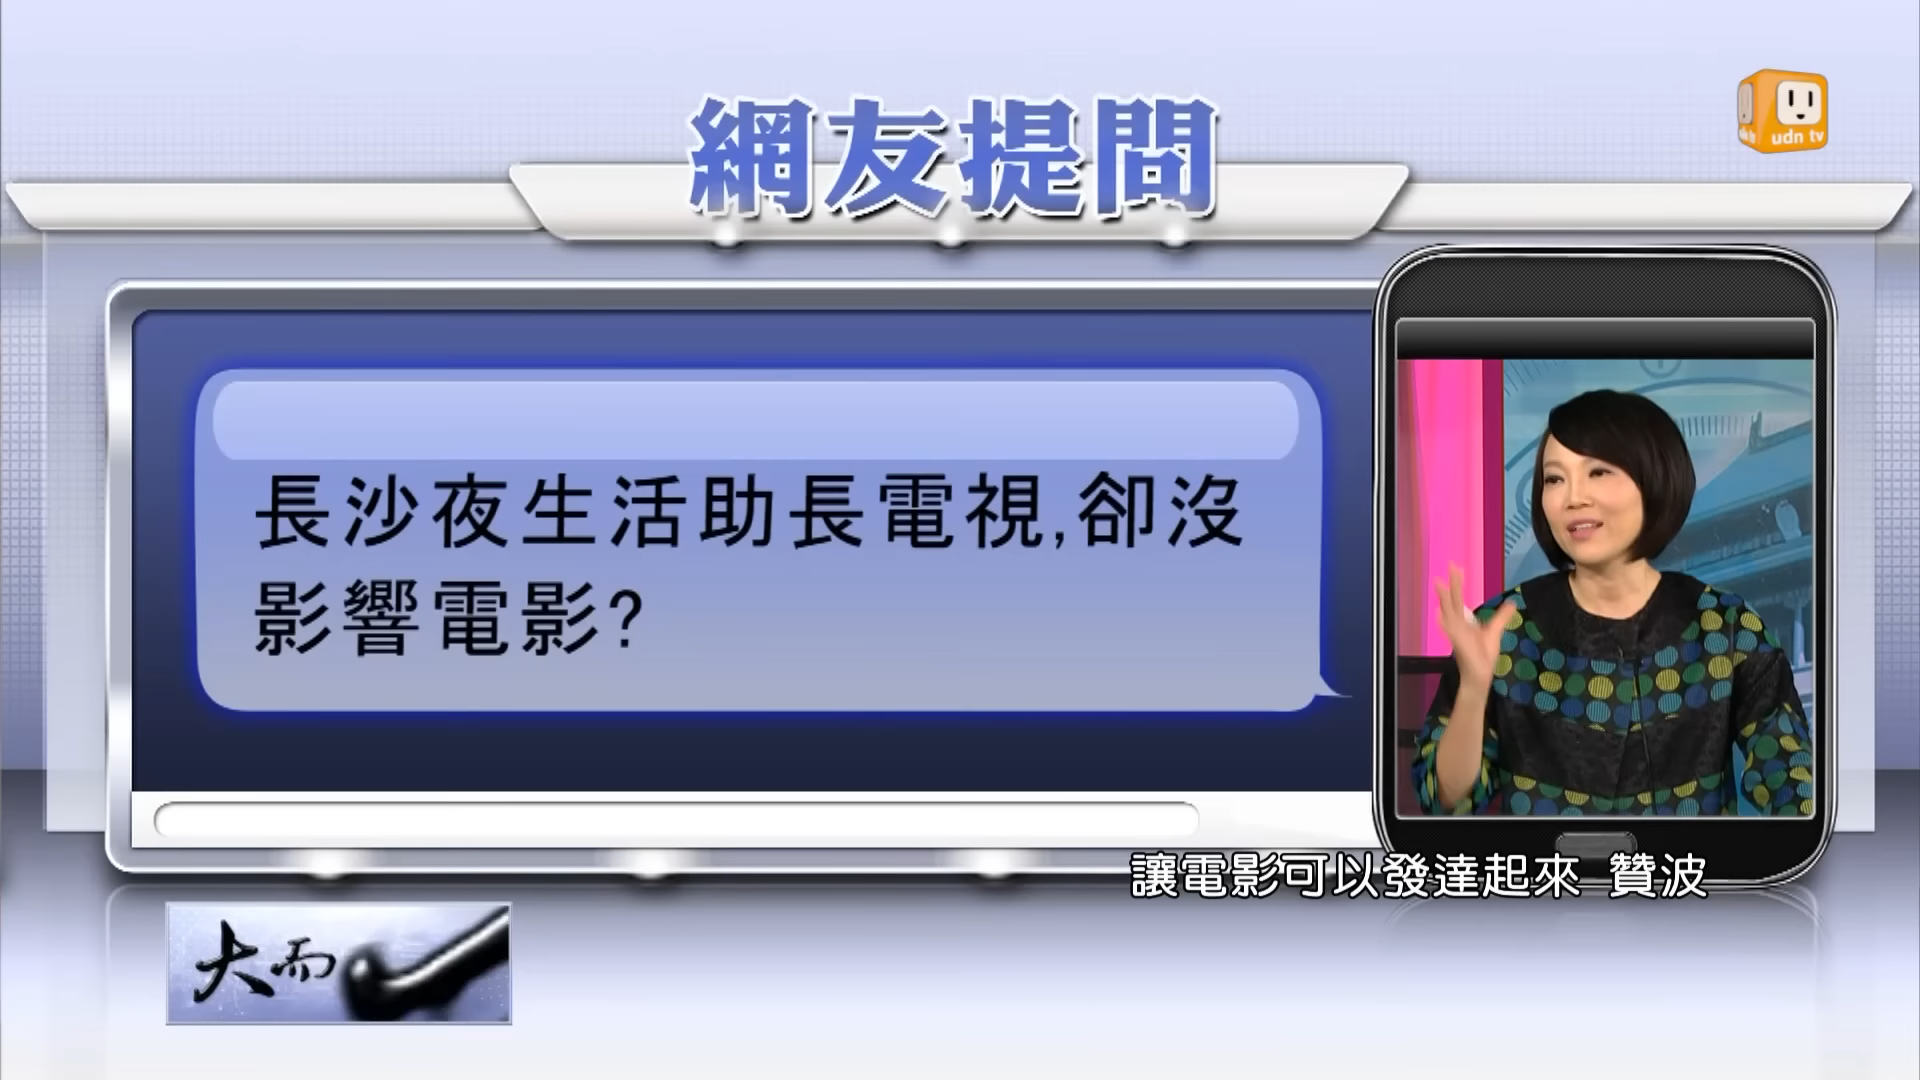 網友提問
udn tv
長沙夜生活助長電視,卻沒
影響電影?
讓電影可以發達起來 贊波
大而